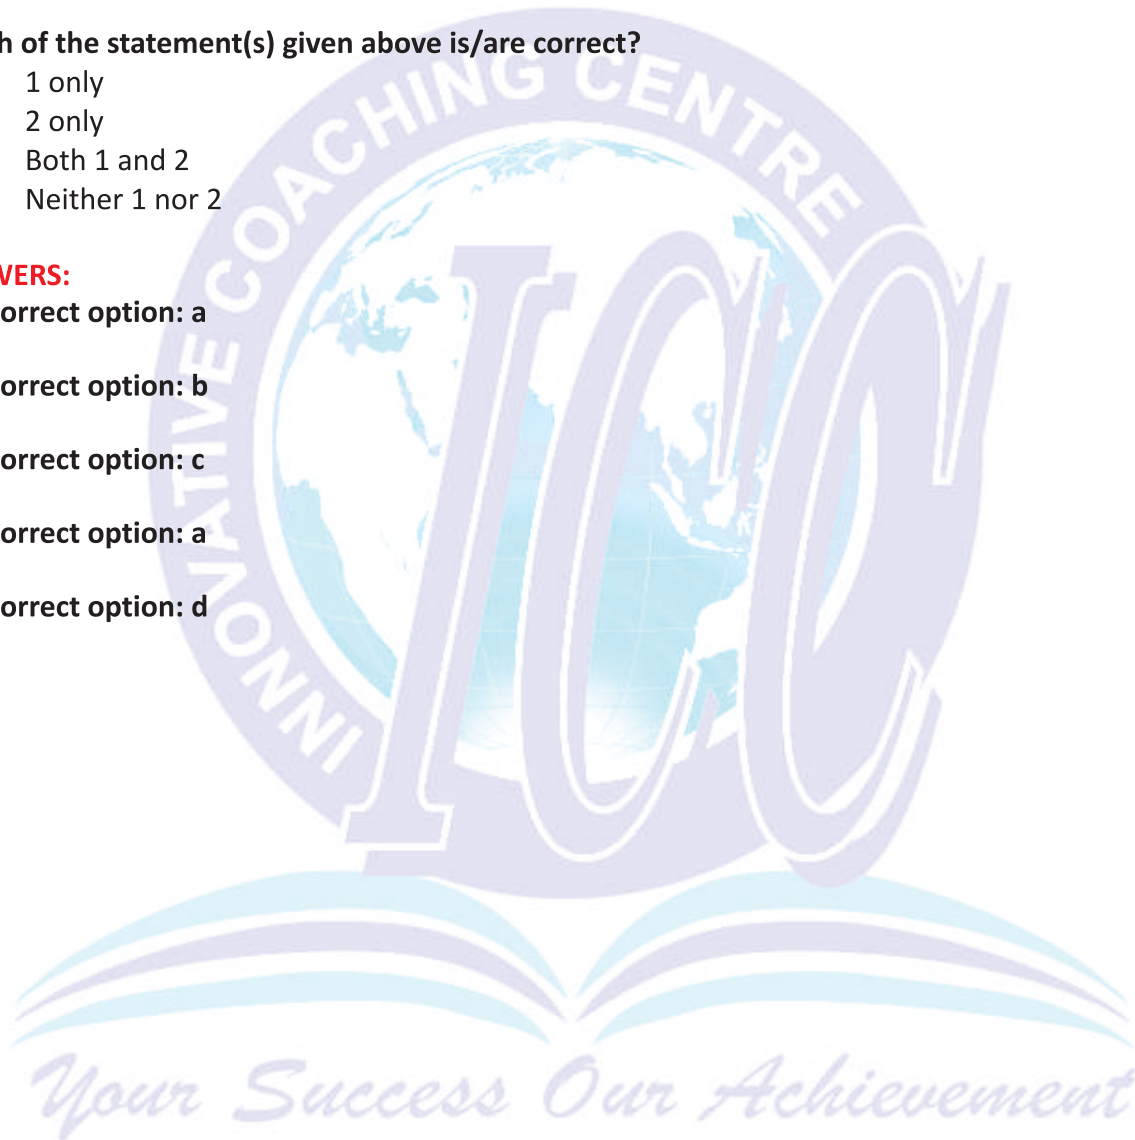 h of the statement(s) given above is/are correct?
1 only
2 only
Both 1 and 2
Neither 1 nor 2
WERS:
orrect option: a
orrect option: b
orrect option: c
orrect option: a
orrect option: d
INNOVATIVE COACHING CENTRE
ICC
Your Success Our Achievement